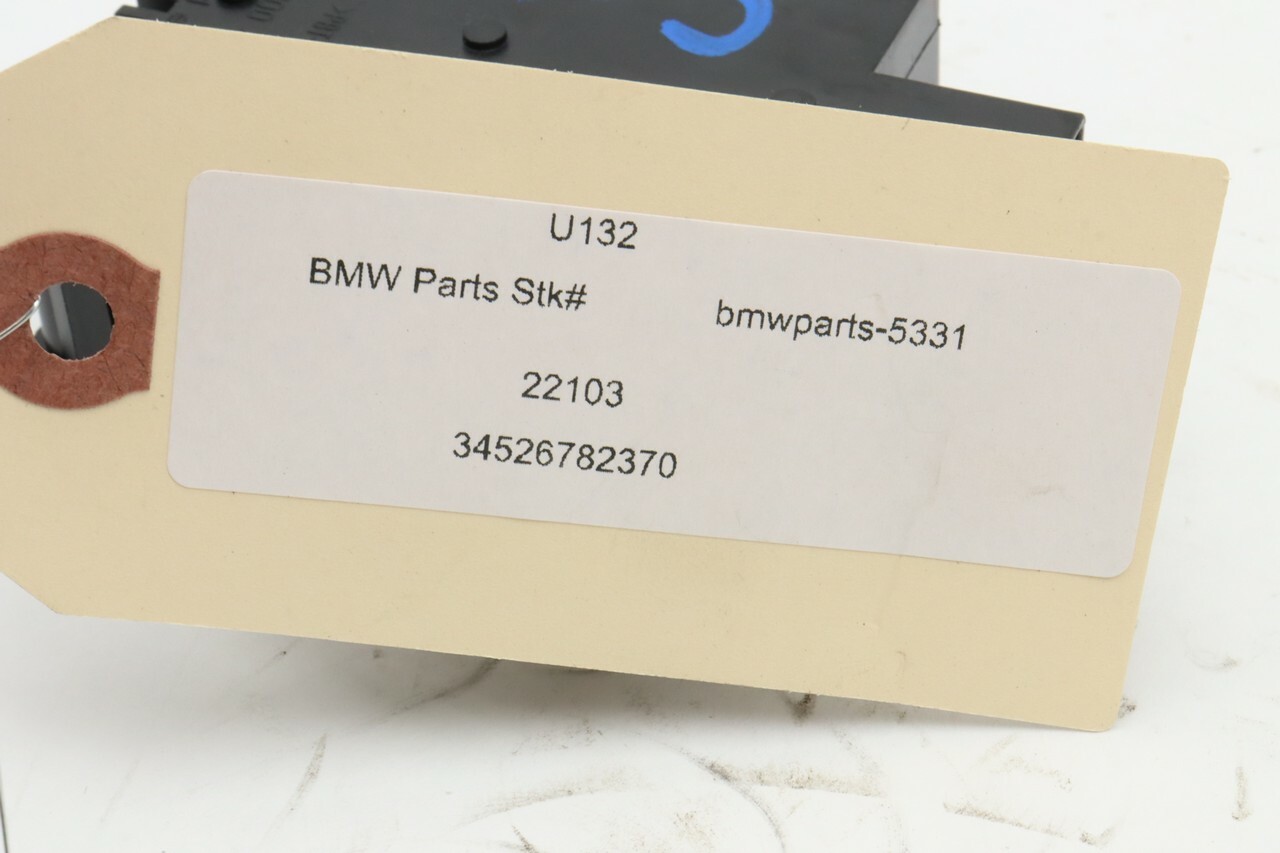 U132
BMW Parts Stk# bmwparts-5331
22103
34526782370